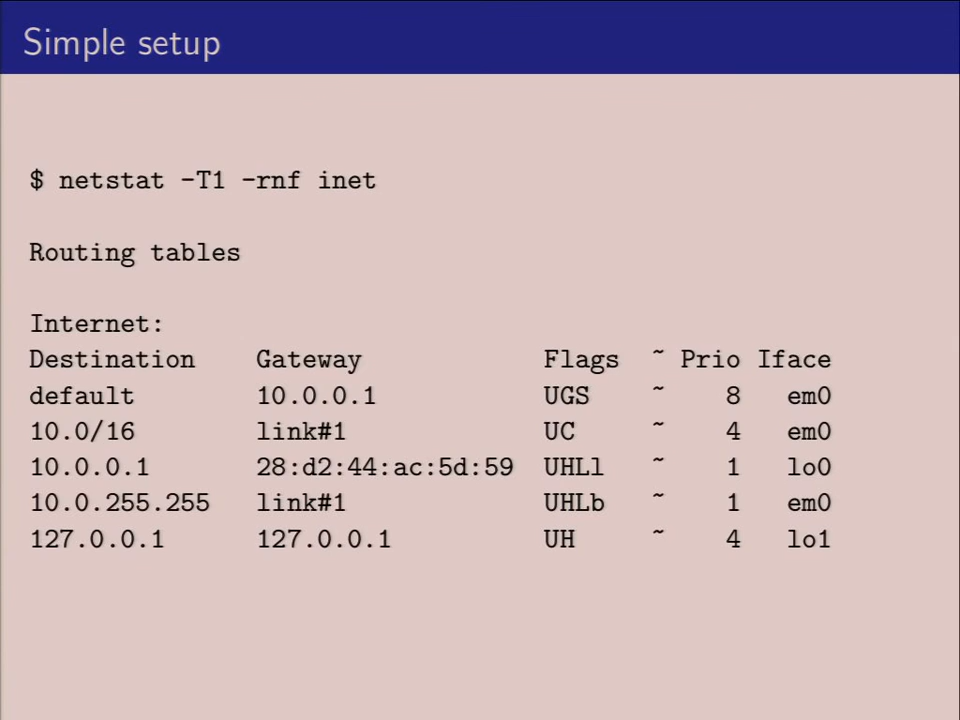 Simple setup
$ netstat -T1 -rnf inet
Routing tables
Internet:
Destination Gateway Flags ~ Prio Iface
default 10.0.0.1 UGS ~ 8 em0
10.0/16 link#1 UC ~ 4 em0
10.0.0.1 28:d2:44:ac:5d:59 UHLl ~ 1 lo0
10.0.255.255 link#1 UHLb ~ 1 em0
127.0.0.1 127.0.0.1 UH ~ 4 lo1